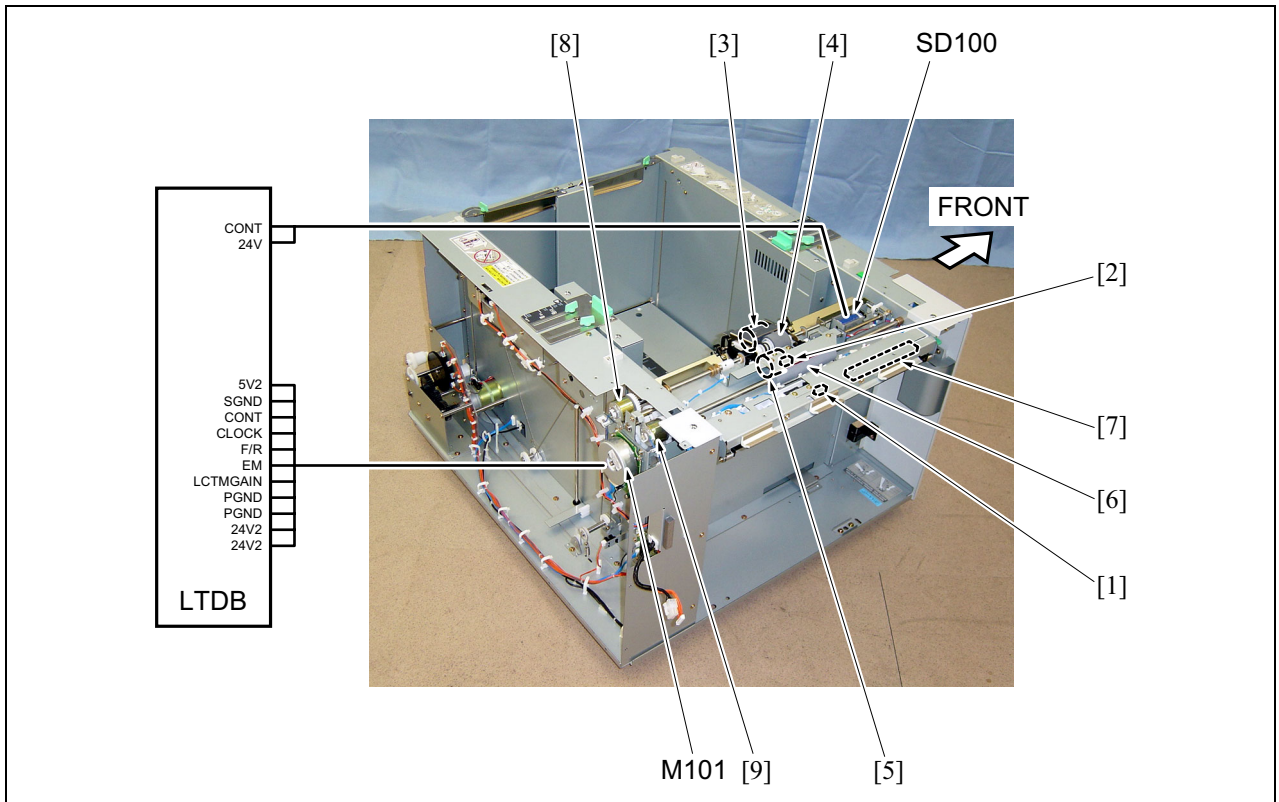 [8]
[3]
[4]
SD100
FRONT
CONT
24V
[2]
5V2
SGND
CONT
CLOCK
F/R
EM
LCTMGAIN
PGND
PGND
24V2
24V2
LTDB
[7]
[6]
[1]
M101
[9]
[5]